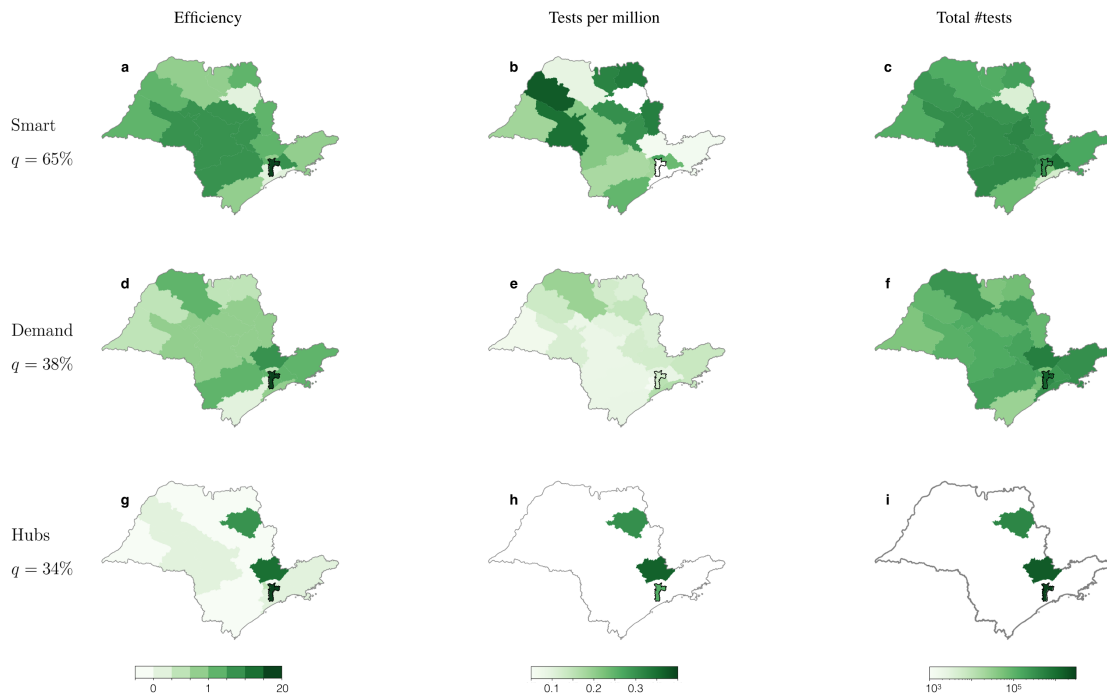 Efficiency Tests per million Total #tests
a b c
Smart
q = 65%
d e f
Demand
q = 38%
g h i
Hubs
q = 34%
0 1 20 0.1 0.2 0.3 10³ 10⁵